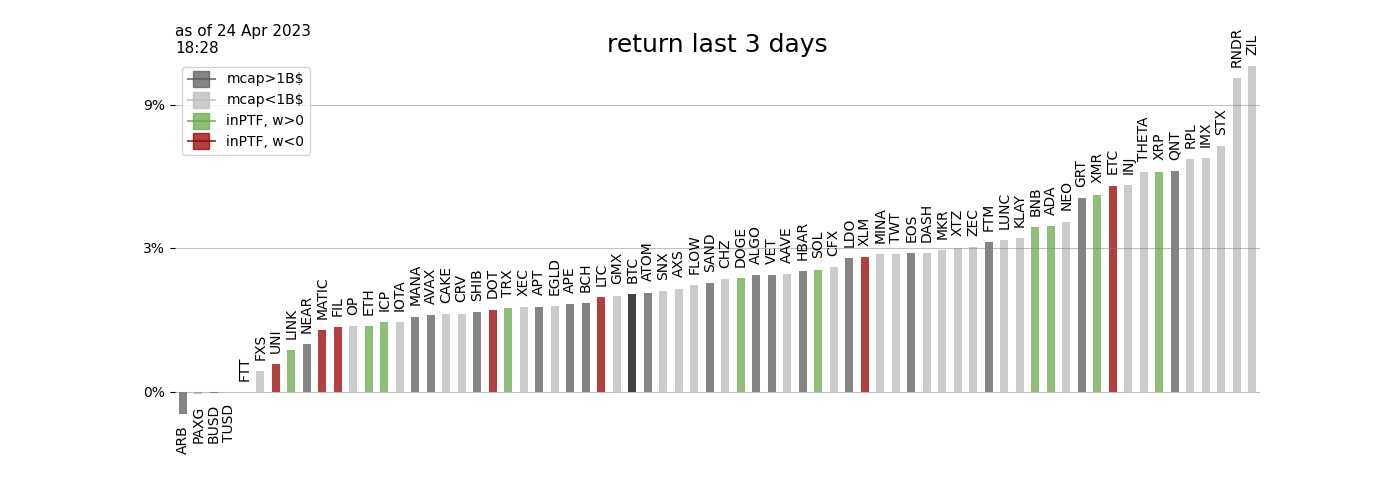 as of 24 Apr 2023
18:28
return last 3 days
mcap>1B$
mcap<1B$
inPTF, w>0
inPTF, w<0
9%
3%
0%
ARB
PAXG
BUSD
TUSD
FTT
FXS
UNI
LINK
NEAR
MATIC
FIL
OP
ETH
ICP
IOTA
MANA
AVAX
CAKE
CRV
SHIB
DOT
TRX
XEC
APT
EGLD
APE
BCH
LTC
GMX
BTC
ATOM
SNX
AXS
FLOW
SAND
CHZ
DOGE
ALGO
VET
AAVE
HBAR
SOL
CFX
LDO
XLM
MINA
TWT
EOS
DASH
MKR
XTZ
ZEC
FTM
LUNC
KLAY
BNB
ADA
NEO
GRT
XMR
ETC
INJ
THETA
XRP
QNT
RPL
IMX
STX
RNDR
ZIL